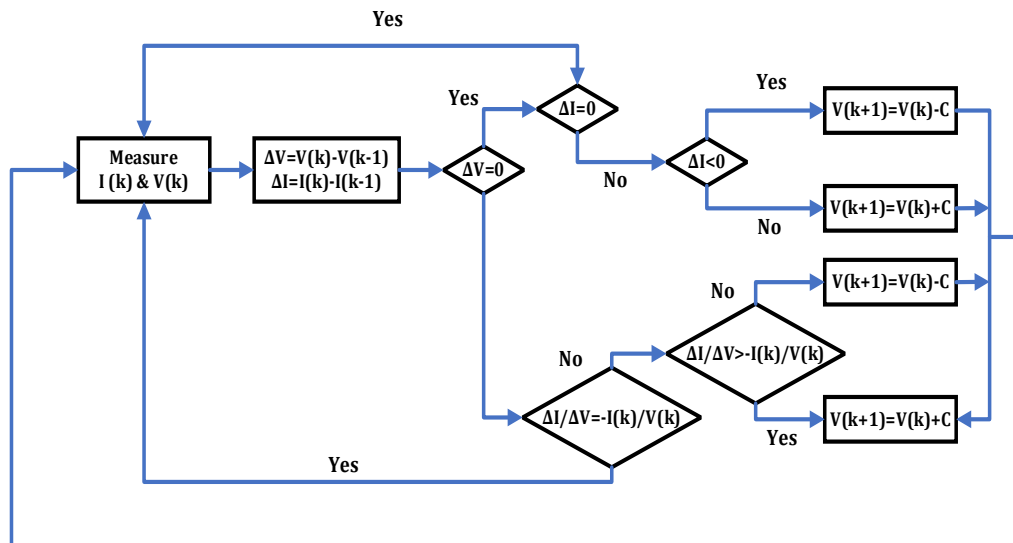 Yes
Yes
ΔI=0
Yes
V(k+1)=V(k)-C
Measure
I (k) & V(k)
ΔV=V(k)-V(k-1)
ΔI=I(k)-I(k-1)
ΔV=0
No
ΔI<0
No
V(k+1)=V(k)+C
No
V(k+1)=V(k)-C
No
ΔI/ΔV>-I(k)/V(k)
ΔI/ΔV=-I(k)/V(k)
Yes
V(k+1)=V(k)+C
Yes